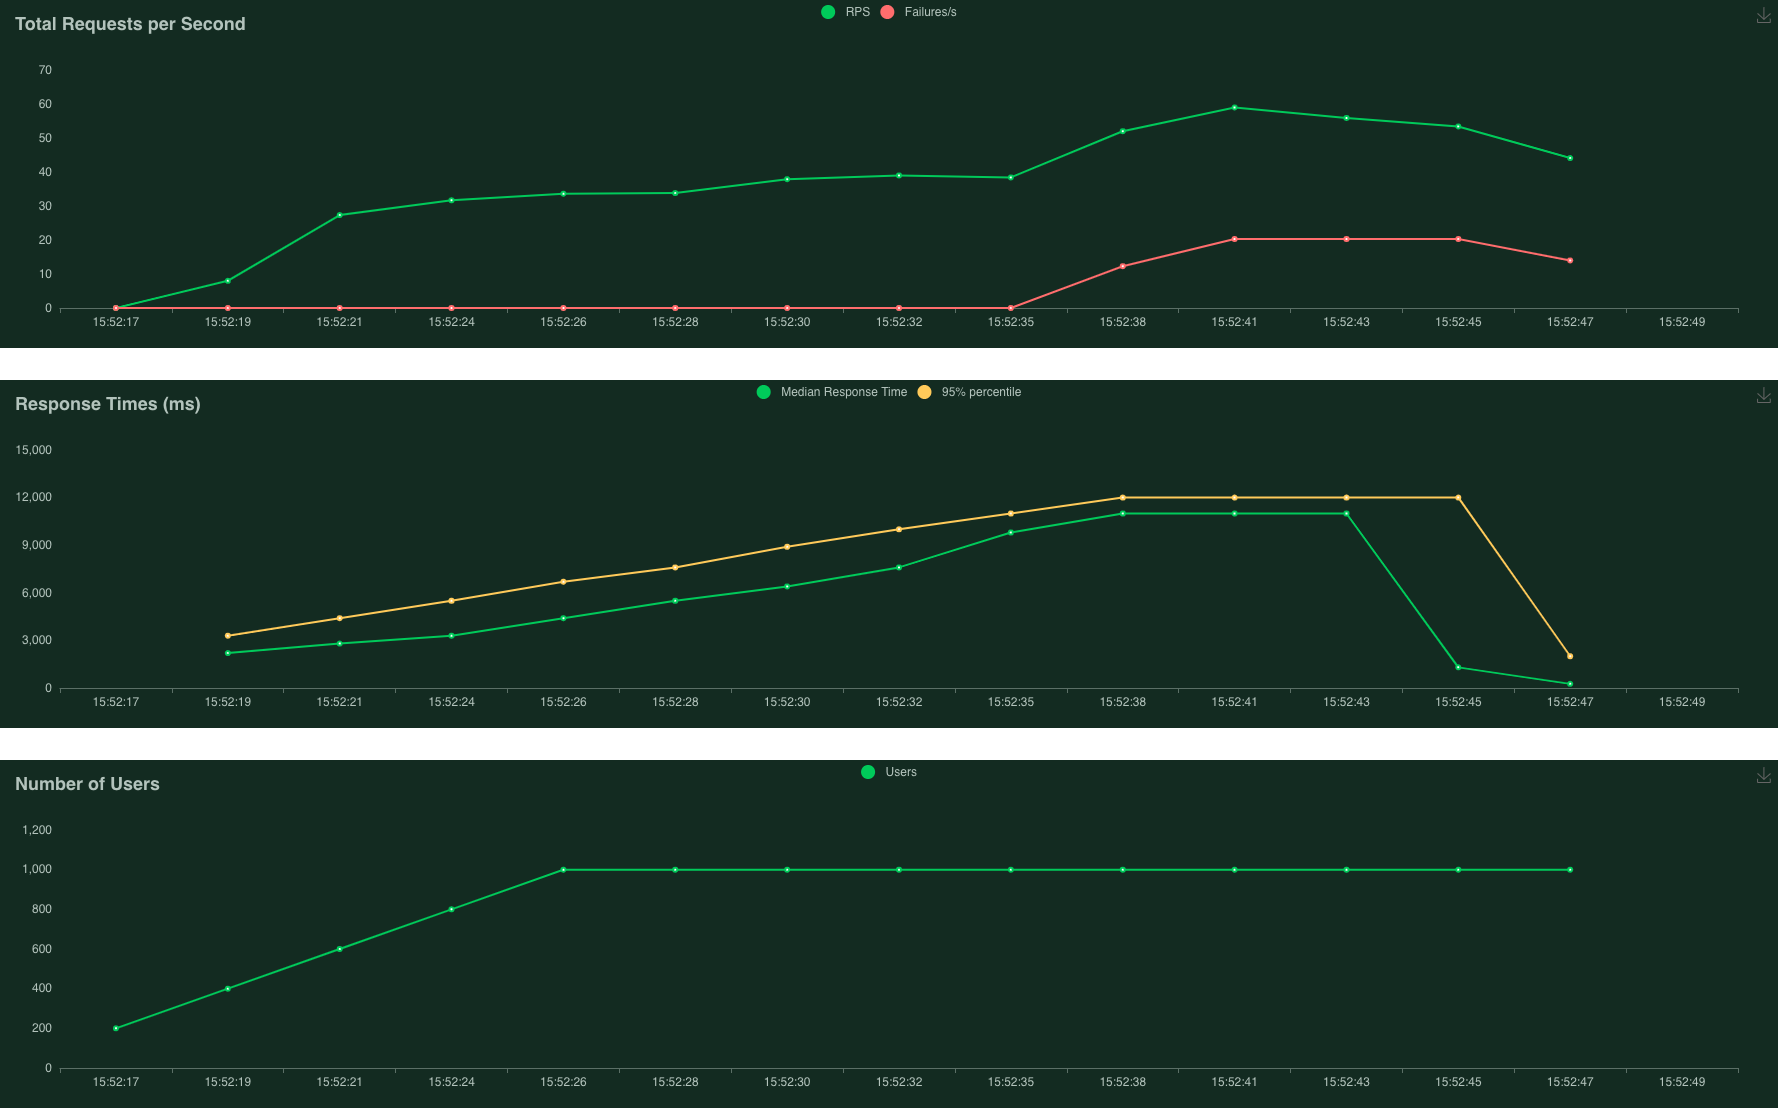 Total Requests per Second
RPS Failures/s
70
60
50
40
30
20
10
0
15:52:17 15:52:19 15:52:21 15:52:24 15:52:26 15:52:28 15:52:30 15:52:32 15:52:35 15:52:38 15:52:41 15:52:43 15:52:45 15:52:47 15:52:49
Response Times (ms)
Median Response Time 95% percentile
15,000
12,000
9,000
6,000
3,000
0
15:52:17 15:52:19 15:52:21 15:52:24 15:52:26 15:52:28 15:52:30 15:52:32 15:52:35 15:52:38 15:52:41 15:52:43 15:52:45 15:52:47 15:52:49
Number of Users
Users
1,200
1,000
800
600
400
200
0
15:52:17 15:52:19 15:52:21 15:52:24 15:52:26 15:52:28 15:52:30 15:52:32 15:52:35 15:52:38 15:52:41 15:52:43 15:52:45 15:52:47 15:52:49